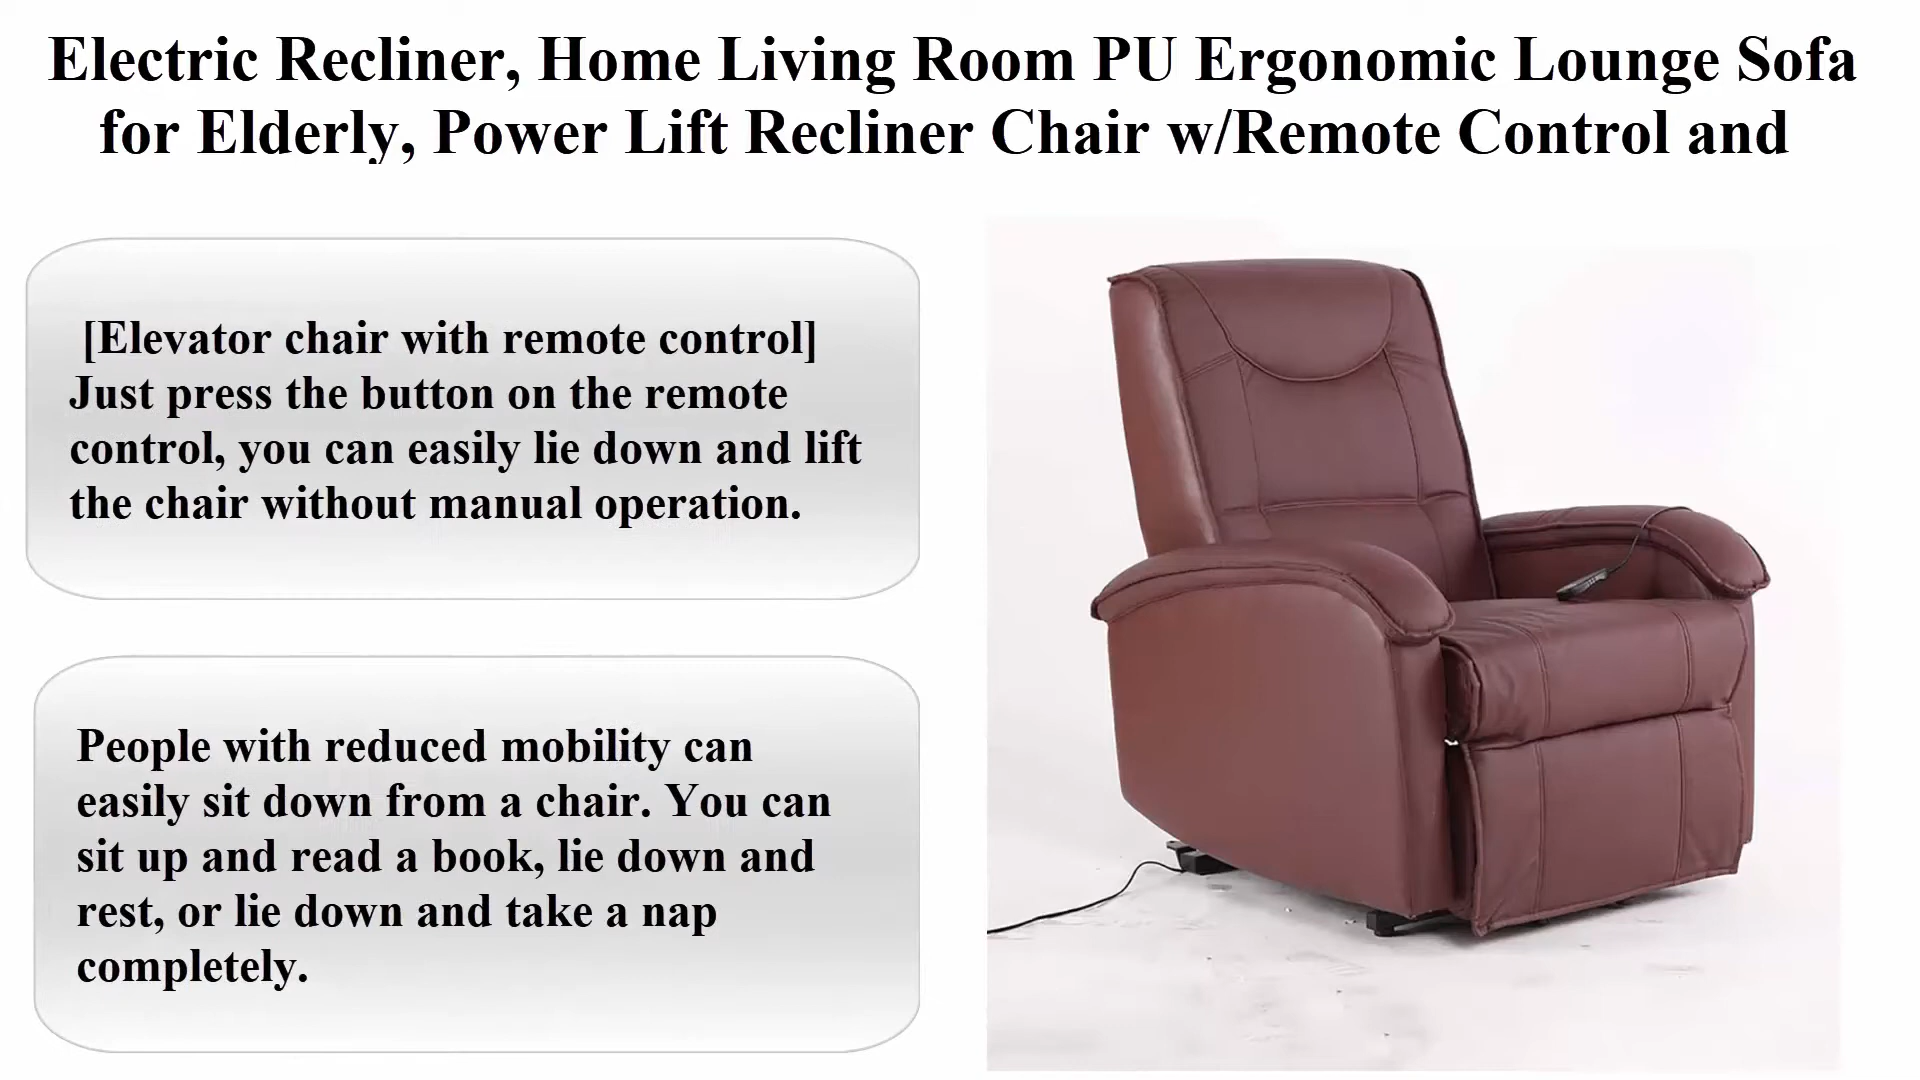 Electric Recliner, Home Living Room PU Ergonomic Lounge Sofa
for Elderly, Power Lift Recliner Chair w/Remote Control and
[Elevator chair with remote control]
Just press the button on the remote
control, you can easily lie down and lift
the chair without manual operation.
People with reduced mobility can
easily sit down from a chair. You can
sit up and read a book, lie down and
rest, or lie down and take a nap
completely.